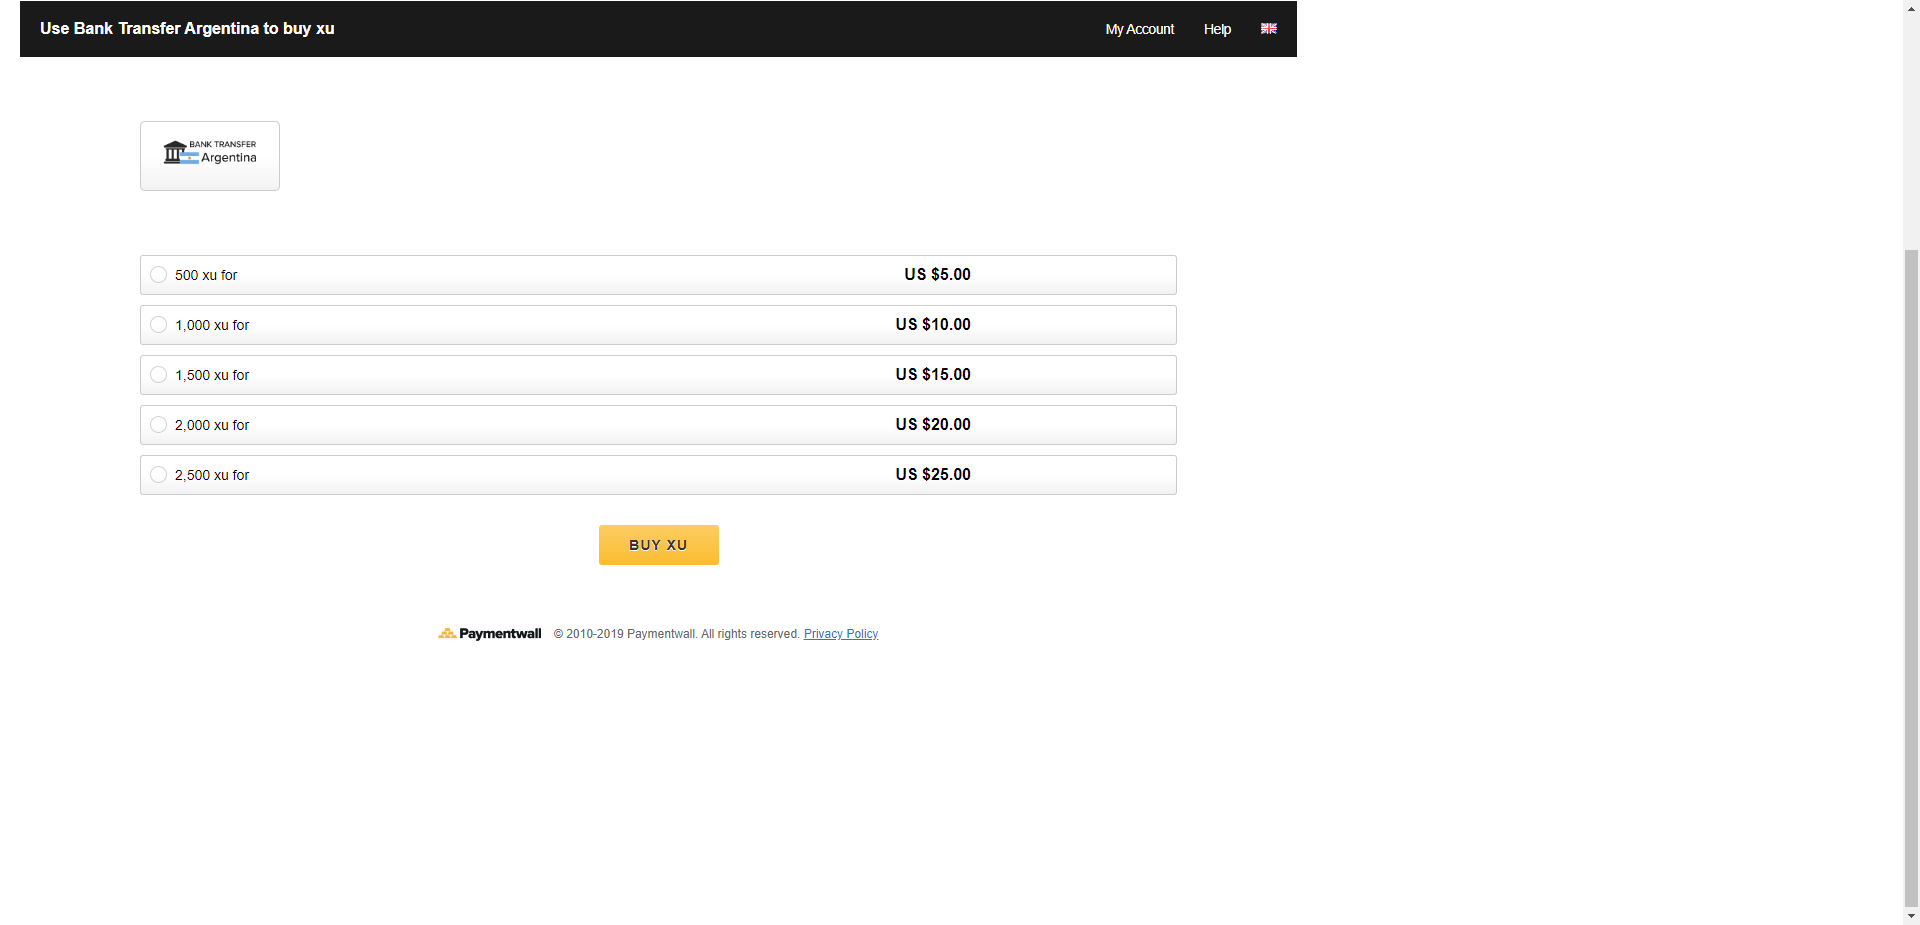 Use Bank Transfer Argentina to buy xu
My Account Help
BANK TRANSFER
Argentina
500 xu for US $5.00
1,000 xu for US $10.00
1,500 xu for US $15.00
2,000 xu for US $20.00
2,500 xu for US $25.00
BUY XU
Paymentwall © 2010-2019 Paymentwall. All rights reserved. Privacy Policy